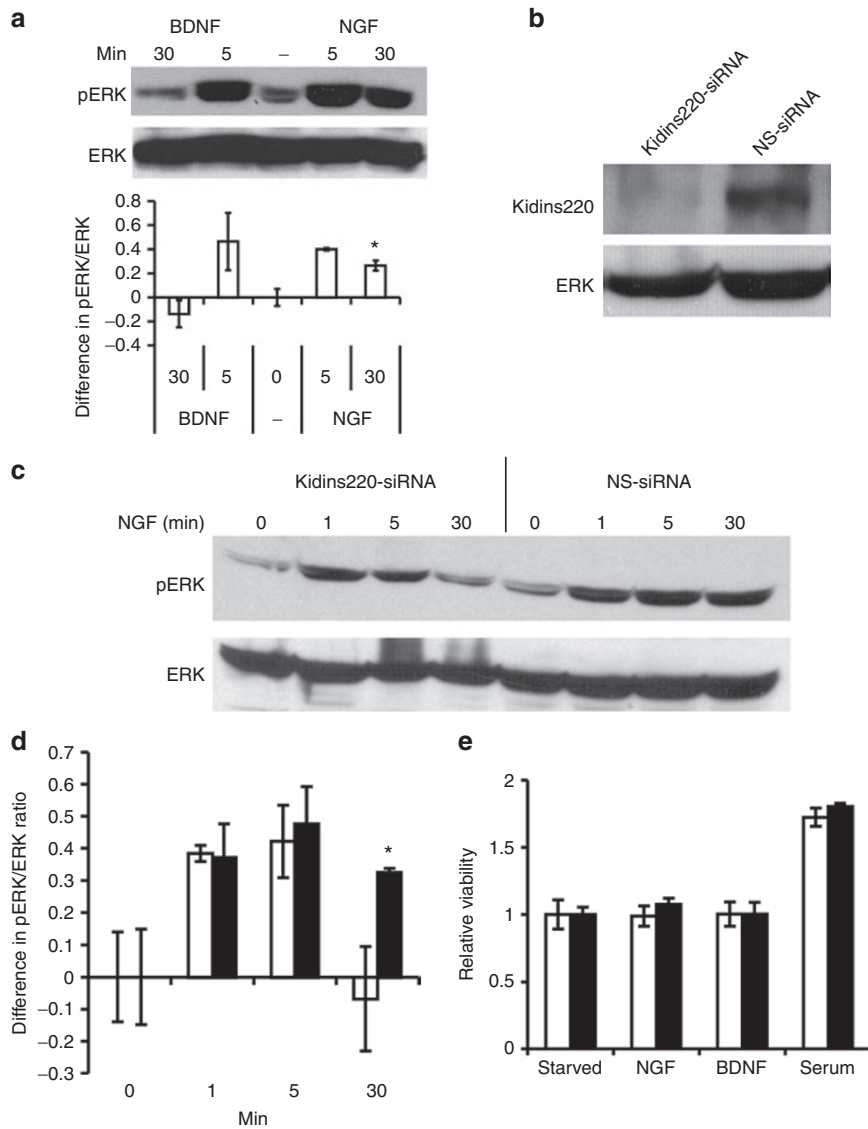 a
BDNF NGF
Min 30 5 – 5 30
pERK
ERK
Difference in pERK/ERK
0.8
0.6
0.4
0.2
0
−0.2
−0.4
*
30 5 0 5 30
BDNF – NGF
b
Kidins220-siRNA
NS-siRNA
Kidins220
ERK
c
Kidins220-siRNA NS-siRNA
NGF (min) 0 1 5 30 0 1 5 30
pERK
ERK
d
Difference in pERK/ERK ratio
0.7
0.6
0.5
0.4
0.3
0.2
0.1
0
−0.1
−0.2
−0.3
*
0 1 5 30
Min
e
Relative viability
2
1.5
1
0.5
0
Starved NGF BDNF Serum